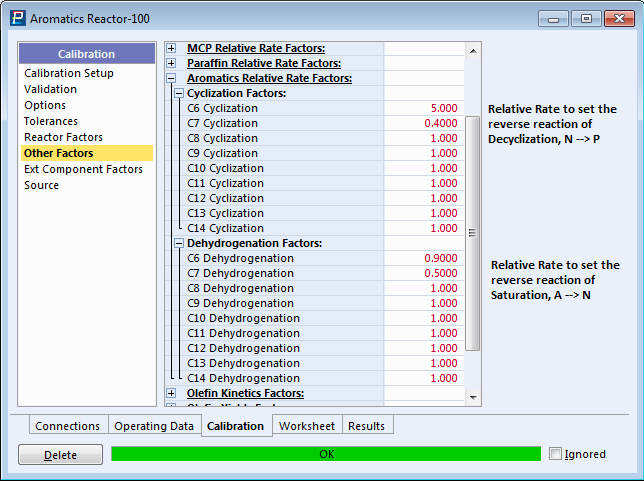 Aromatics Reactor-100
Calibration
Calibration Setup
Validation
Options
Tolerances
Reactor Factors
Other Factors
Ext Component Factors
Source
MCP Relative Rate Factors:
Paraffin Relative Rate Factors:
Aromatics Relative Rate Factors:
Cyclization Factors:
C6 Cyclization 5.000
C7 Cyclization 0.4000
C8 Cyclization 1.000
C9 Cyclization 1.000
C10 Cyclization 1.000
C11 Cyclization 1.000
C12 Cyclization 1.000
C13 Cyclization 1.000
C14 Cyclization 1.000
Dehydrogenation Factors:
C6 Dehydrogenation 0.9000
C7 Dehydrogenation 0.5000
C8 Dehydrogenation 1.000
C9 Dehydrogenation 1.000
C10 Dehydrogenation 1.000
C11 Dehydrogenation 1.000
C12 Dehydrogenation 1.000
C13 Dehydrogenation 1.000
C14 Dehydrogenation 1.000
Olefin Kinetics Factors:
Relative Rate to set the
reverse reaction of
Decyclization, N --> P
Relative Rate to set the
reverse reaction of
Saturation, A --> N
Connections Operating Data Calibration Worksheet Results
Delete OK Ignored